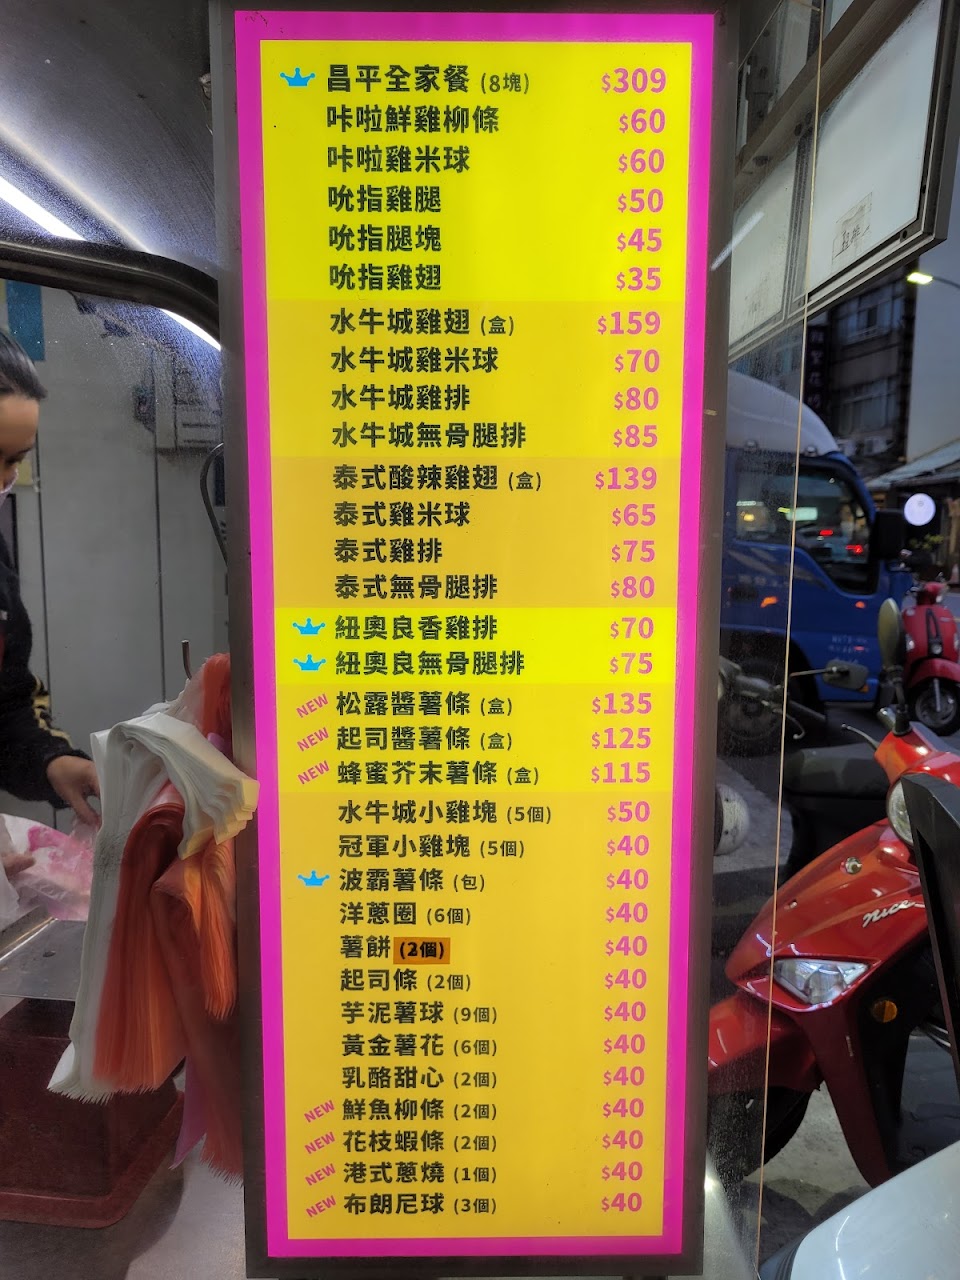 昌平全家餐 (8塊) $309
咔啦鮮雞柳條 $60
咔啦雞米球 $60
吮指雞腿 $50
吮指腿塊 $45
吮指雞翅 $35
水牛城雞翅 (盒) $159
水牛城雞米球 $70
水牛城雞排 $80
水牛城無骨腿排 $85
泰式酸辣雞翅 (盒) $139
泰式雞米球 $65
泰式雞排 $75
泰式無骨腿排 $80
紐奧良香雞排 $70
紐奧良無骨腿排 $75
NEW 松露醬薯條 (盒) $135
NEW 起司醬薯條 (盒) $125
NEW 蜂蜜芥末薯條 (盒) $115
水牛城小雞塊 (5個) $50
冠軍小雞塊 (5個) $40
波霸薯條 (包) $40
洋蔥圈 (6個) $40
薯餅 (2個) $40
起司條 (2個) $40
芋泥薯球 (9個) $40
黃金薯花 (6個) $40
乳酪甜心 (2個) $40
NEW 鮮魚柳條 (2個) $40
NEW 花枝蝦條 (2個) $40
NEW 港式蔥燒 (1個) $40
NEW 布朗尼球 (3個) $40
nice